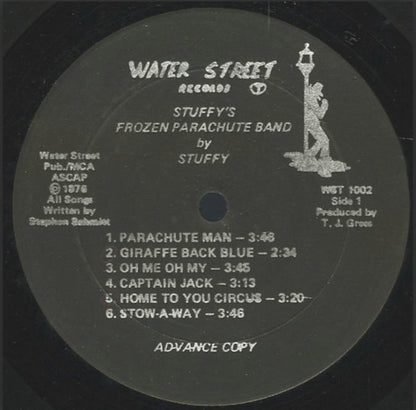 WATER STREET
RECORDS T
STUFFY'S
FROZEN PARACHUTE BAND
by
STUFFY
Water Street
Pub./MCA
ASCAP
© 1976
All Songs
Written by
Stephen Schmidt
WST 1002
Side 1
Produced by
T. J. Gross
1. PARACHUTE MAN – 3:46
2. GIRAFFE BACK BLUE – 2:34
3. OH ME OH MY – 3:45
4. CAPTAIN JACK – 3:13
5. HOME TO YOU CIRCUS – 3:20
6. STOW-A-WAY – 3:46
ADVANCE COPY